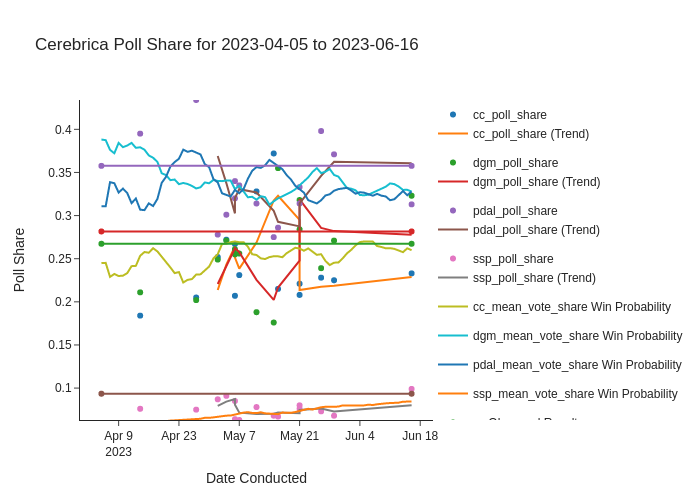 Cerebrica Poll Share for 2023-04-05 to 2023-06-16
0.4
0.35
0.3
0.25
0.2
0.15
0.1
Poll Share
Apr 9
2023
Apr 23
May 7
May 21
Jun 4
Jun 18
Date Conducted
cc_poll_share
cc_poll_share (Trend)
dgm_poll_share
dgm_poll_share (Trend)
pdal_poll_share
pdal_poll_share (Trend)
ssp_poll_share
ssp_poll_share (Trend)
cc_mean_vote_share Win Probability
dgm_mean_vote_share Win Probability
pdal_mean_vote_share Win Probability
ssp_mean_vote_share Win Probability